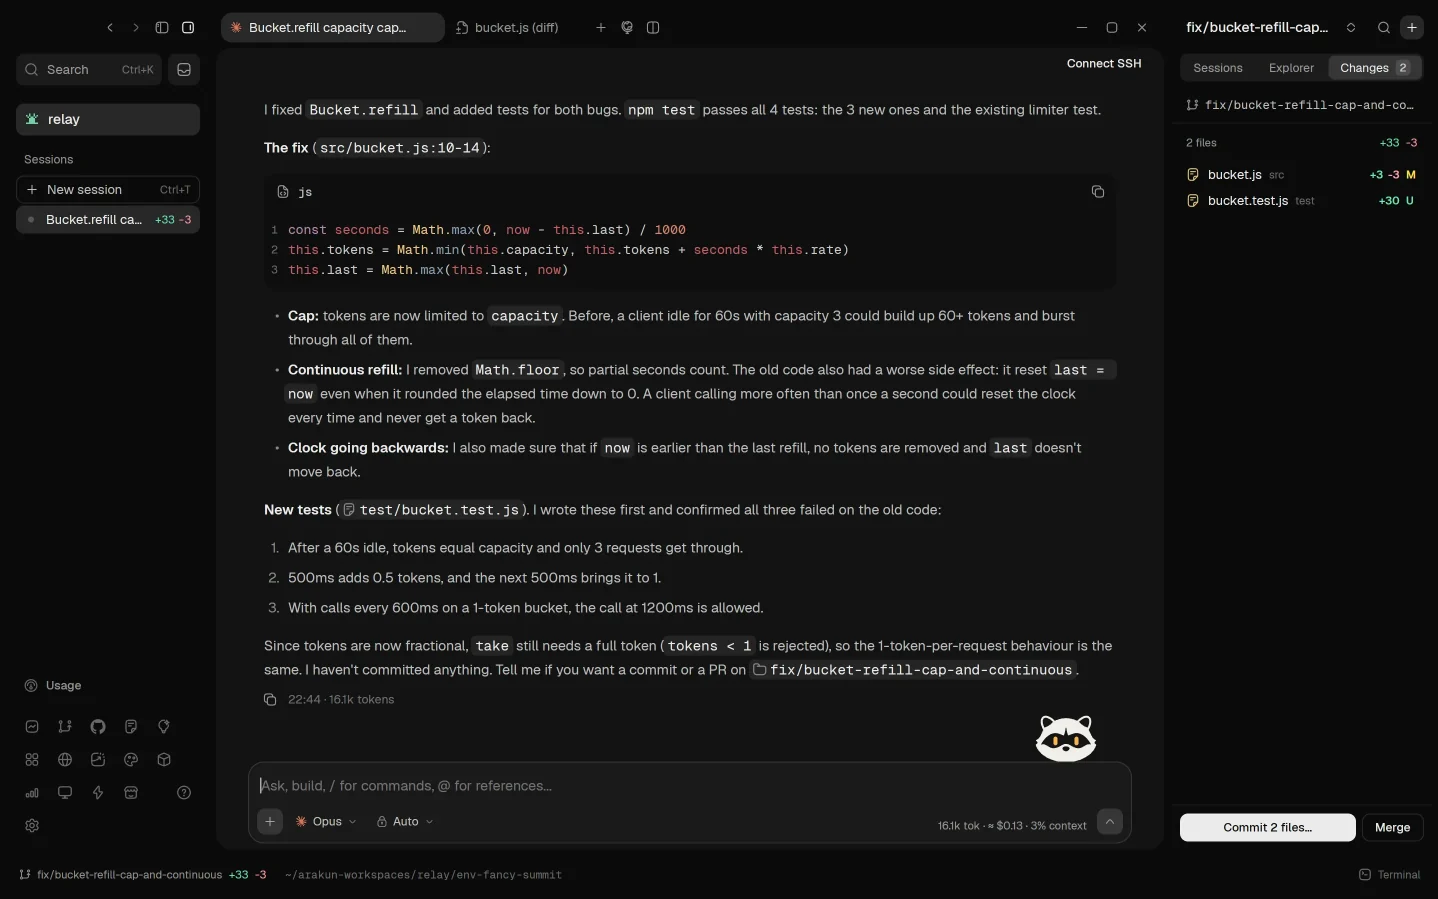 Bucket.refill capacity cap...
bucket.js (diff)
Search Ctrl+K
relay
Sessions
New session Ctrl+T
Bucket.refill ca... +33 -3
Usage
Connect SSH
I fixed Bucket.refill and added tests for both bugs. npm test passes all 4 tests: the 3 new ones and the existing limiter test.
The fix (src/bucket.js:10-14):
js
1 const seconds = Math.max(0, now - this.last) / 1000
2 this.tokens = Math.min(this.capacity, this.tokens + seconds * this.rate)
3 this.last = Math.max(this.last, now)
• Cap: tokens are now limited to capacity. Before, a client idle for 60s with capacity 3 could build up 60+ tokens and burst
through all of them.
• Continuous refill: I removed Math.floor, so partial seconds count. The old code also had a worse side effect: it reset last =
now even when it rounded the elapsed time down to 0. A client calling more often than once a second could reset the clock
every time and never get a token back.
• Clock going backwards: I also made sure that if now is earlier than the last refill, no tokens are removed and last doesn't
move back.
New tests (test/bucket.test.js). I wrote these first and confirmed all three failed on the old code:
1. After a 60s idle, tokens equal capacity and only 3 requests get through.
2. 500ms adds 0.5 tokens, and the next 500ms brings it to 1.
3. With calls every 600ms on a 1-token bucket, the call at 1200ms is allowed.
Since tokens are now fractional, take still needs a full token (tokens < 1 is rejected), so the 1-token-per-request behaviour is the
same. I haven't committed anything. Tell me if you want a commit or a PR on fix/bucket-refill-cap-and-continuous.
22:44 · 16.1k tokens
Ask, build, / for commands, @ for references...
Opus
Auto
16.1k tok · ≈ $0.13 · 3% context
fix/bucket-refill-cap...
Sessions Explorer Changes 2
fix/bucket-refill-cap-and-co...
2 files +33 -3
bucket.js src +3 -3 M
bucket.test.js test +30 U
Commit 2 files...
Merge
fix/bucket-refill-cap-and-continuous +33 -3 ~/arakun-workspaces/relay/env-fancy-summit
Terminal